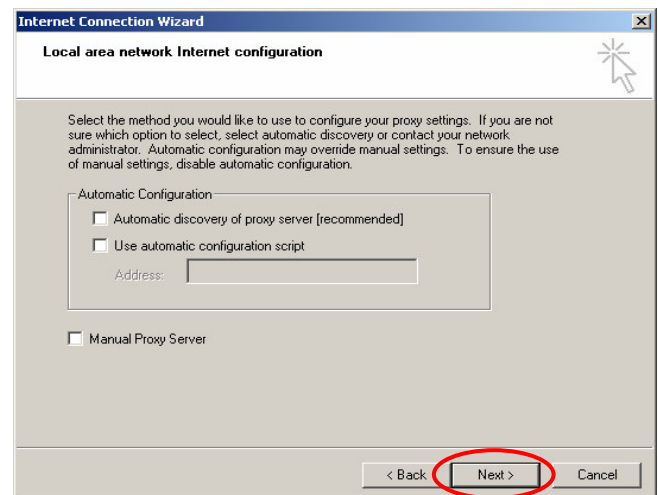 Internet Connection Wizard
Local area network Internet configuration
Select the method you would like to use to configure your proxy settings.  If you are not
sure which option to select, select automatic discovery or contact your network
administrator.  Automatic configuration may override manual settings.  To ensure the use
of manual settings, disable automatic configuration.
Automatic Configuration
Automatic discovery of proxy server [recommended]
Use automatic configuration script
Address:
Manual Proxy Server
< Back Next > Cancel